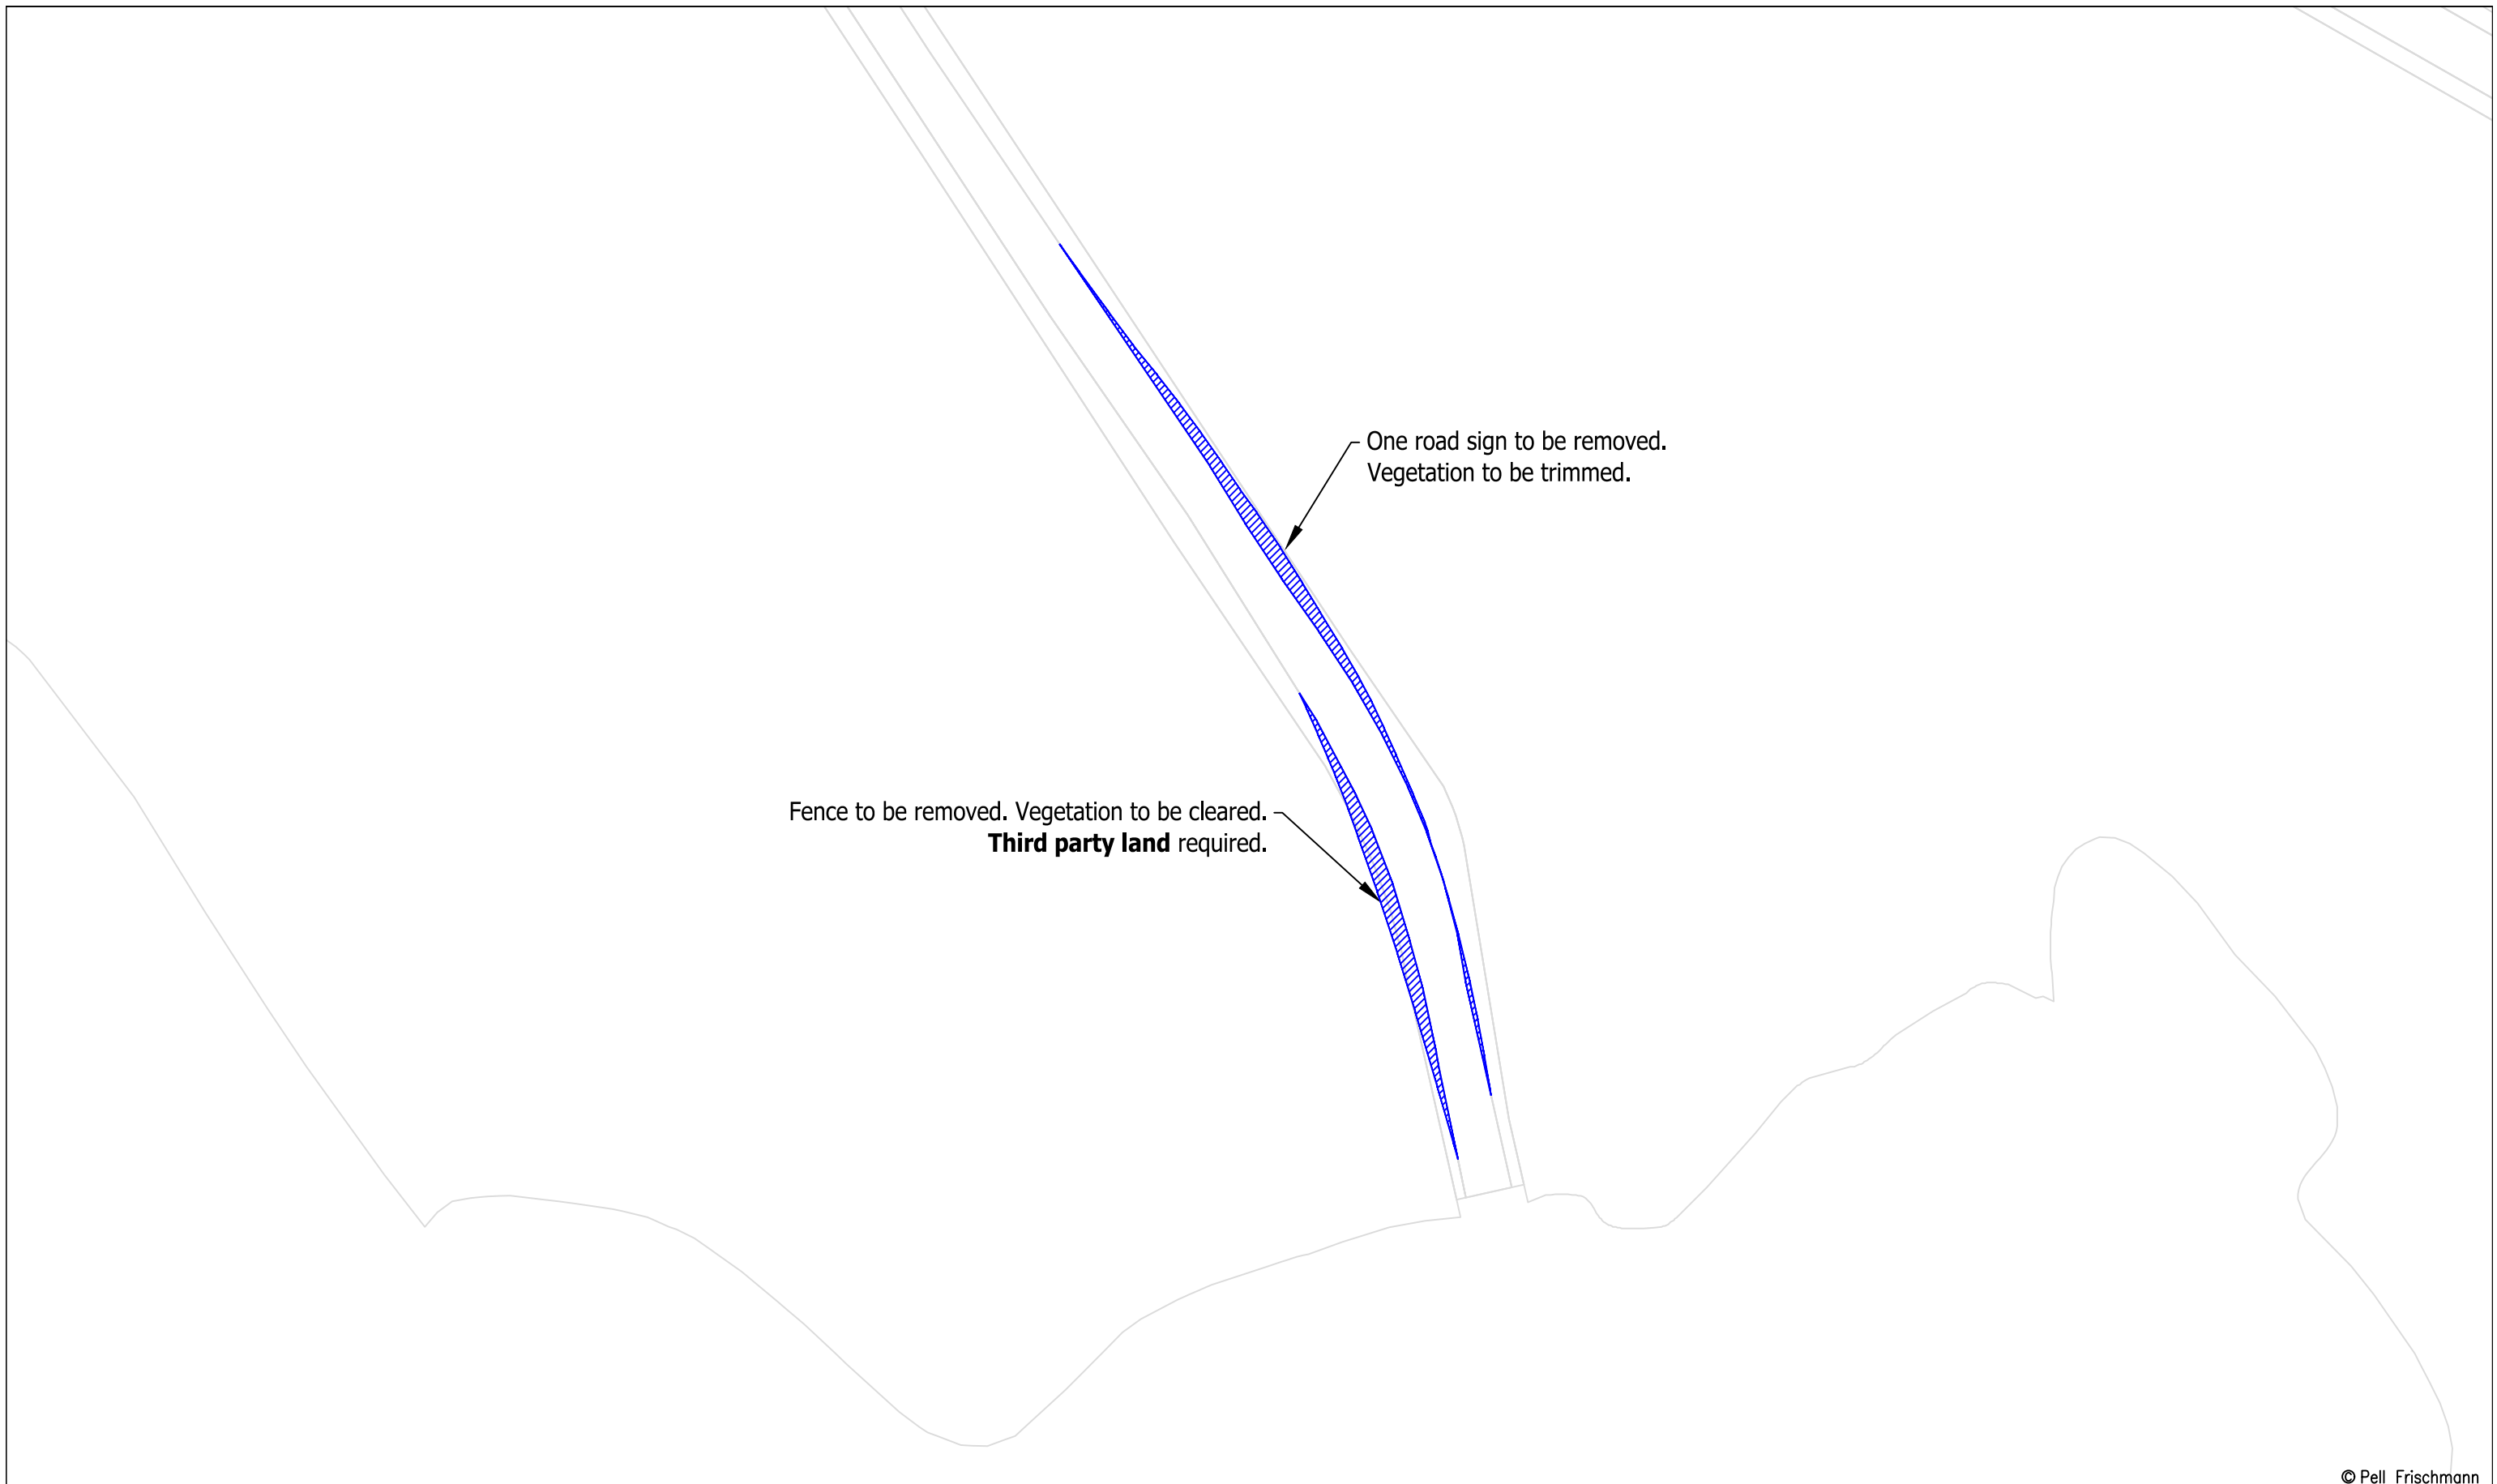 One road sign to be removed.
Vegetation to be trimmed.
Fence to be removed. Vegetation to be cleared.
Third party land required.
© Pell Frischmann